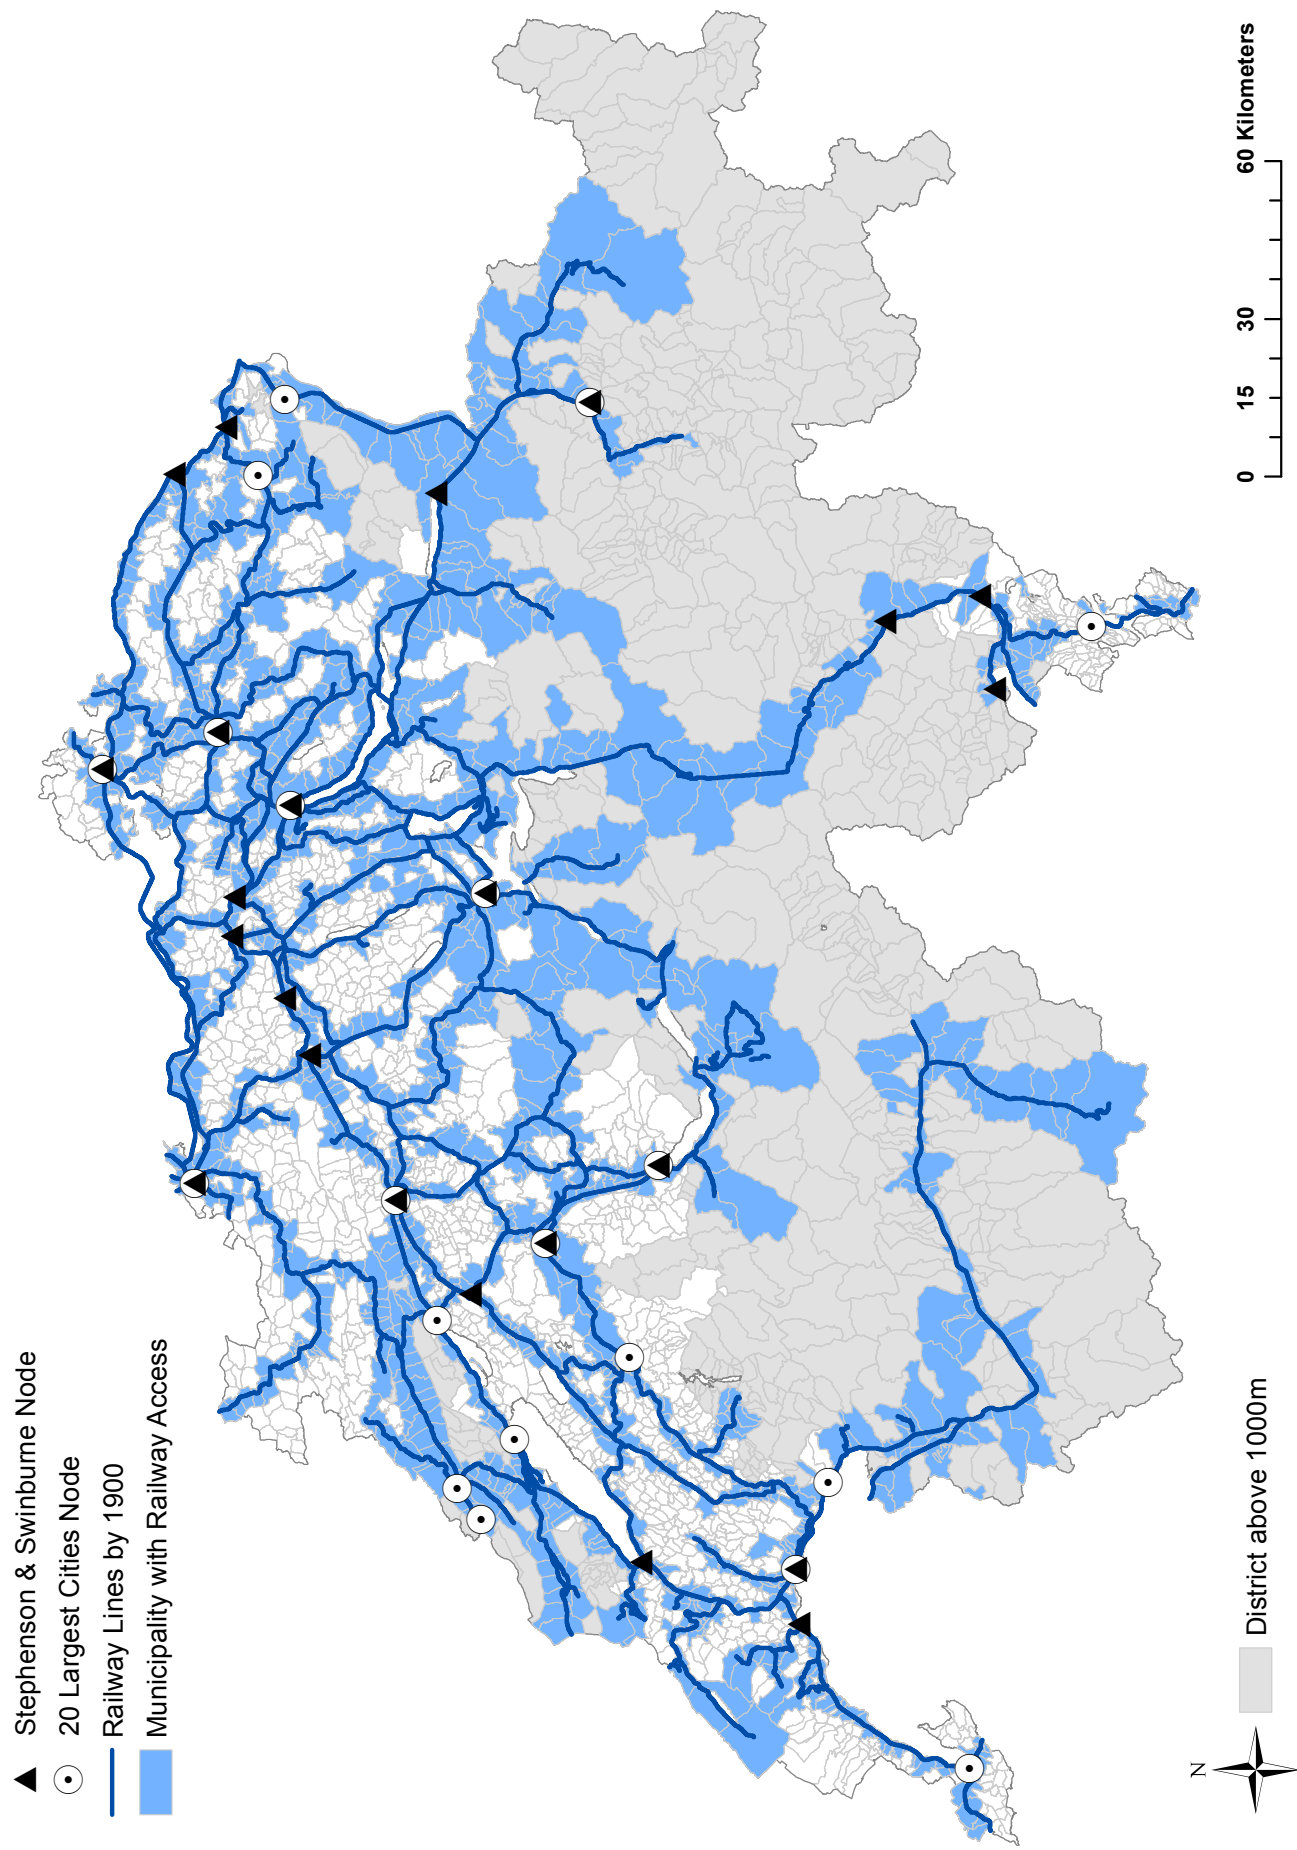 Stephenson & Swinburne Node
20 Largest Cities Node
Railway Lines by 1900
Municipality with Railway Access
N
District above 1000m
0 15 30 60 Kilometers